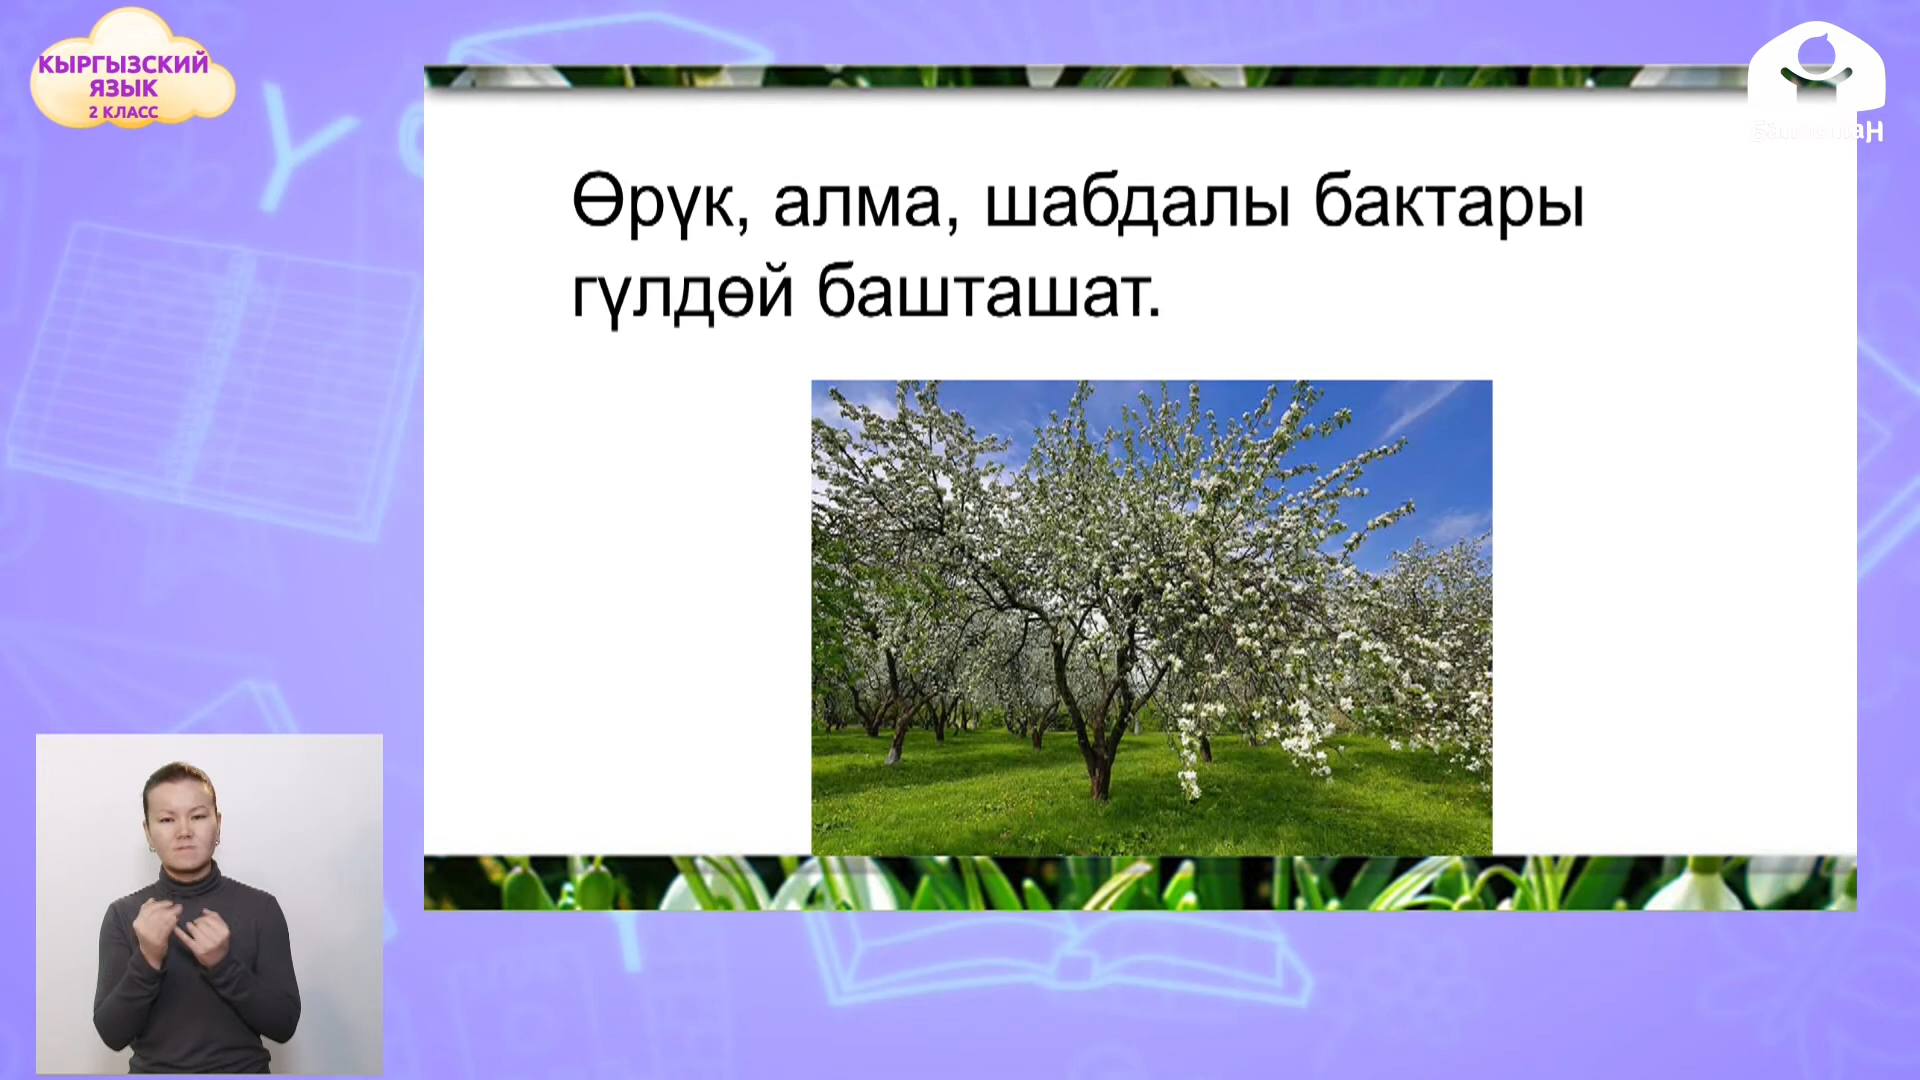 КЫРГЫЗСКИЙ
ЯЗЫК
2 КЛАСС
Өрүк, алма, шабдалы бактары
гүлдөй башташат.